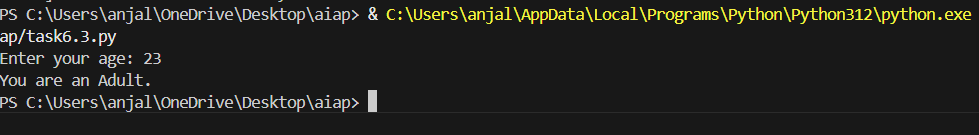 PS C:\Users\anjal\OneDrive\Desktop\aiap> & C:\Users\anjal\AppData\Local\Programs\Python\Python312\python.exe
ap/task6.3.py
Enter your age: 23
You are an Adult.
PS C:\Users\anjal\OneDrive\Desktop\aiap>